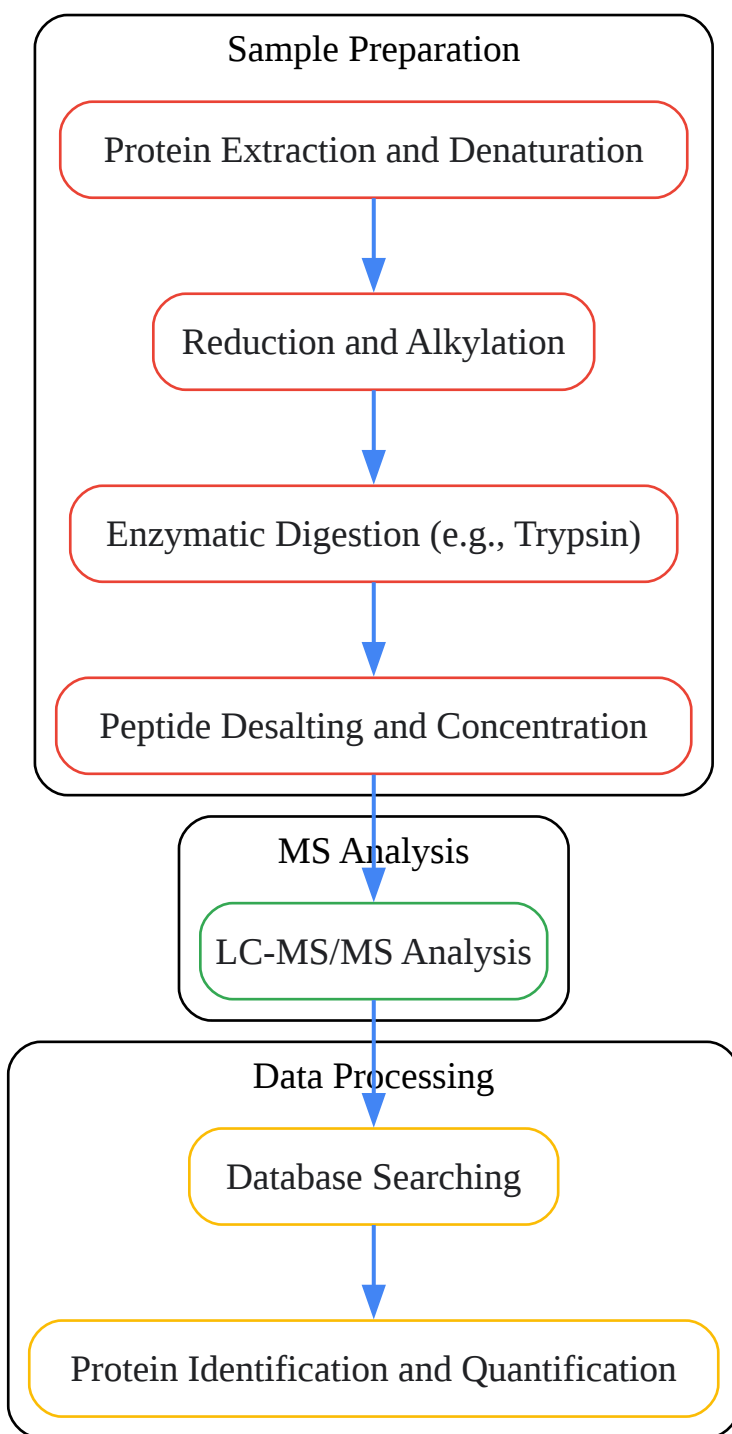 Sample Preparation
Protein Extraction and Denaturation
Reduction and Alkylation
Enzymatic Digestion (e.g., Trypsin)
Peptide Desalting and Concentration
MS Analysis
LC-MS/MS Analysis
Data Processing
Database Searching
Protein Identification and Quantification